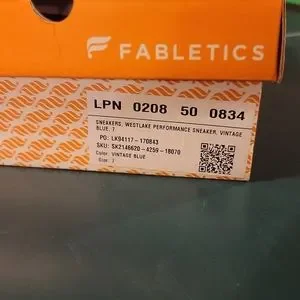 FABLETICS
LPN 0208 50 0834
SNEAKERS; WESTLAKE PERFORMANCE SNEAKER, VINTAGE
BLUE, 7
PO: LK94117-170843
SKU: SK2146620-4259-18070
Color: VINTAGE BLUE
Size: 7